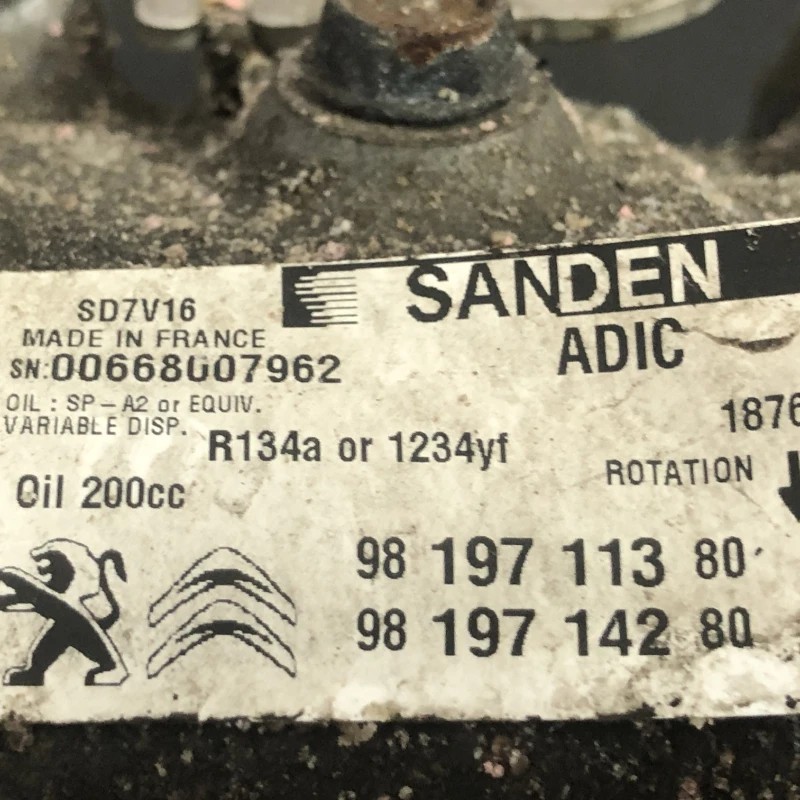 SANDEN
SD7V16
MADE IN FRANCE
ADIC
SN:00668007962
OIL : SP-A2 or EQUIV.
VARIABLE DISP.
1876
R134a or 1234yf
ROTATION
Oil 200cc
98 197 113 80
98 197 142 80